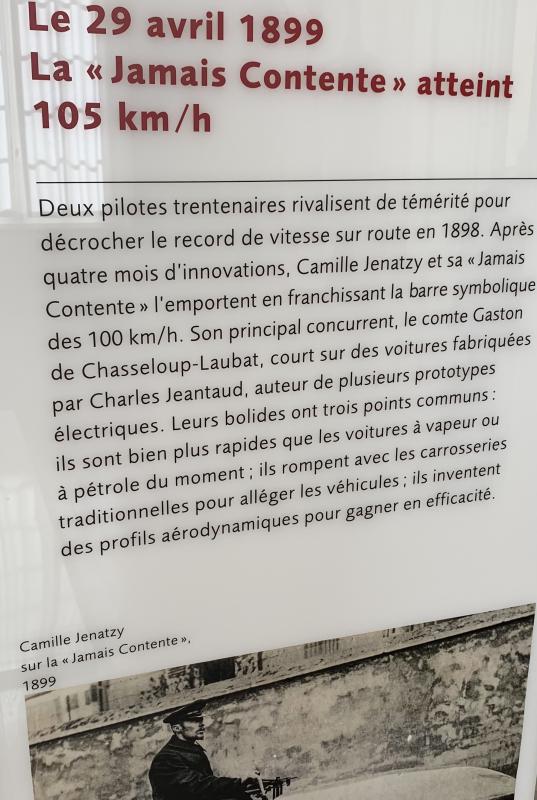 Le 29 avril 1899
La « Jamais Contente » atteint
105 km/h
Deux pilotes trentenaires rivalisent de témérité pour
décrocher le record de vitesse sur route en 1898. Après
quatre mois d'innovations, Camille Jenatzy et sa « Jamais
Contente » l'emportent en franchissant la barre symbolique
des 100 km/h. Son principal concurrent, le comte Gaston
de Chasseloup-Laubat, court sur des voitures fabriquées
par Charles Jeantaud, auteur de plusieurs prototypes
électriques. Leurs bolides ont trois points communs :
ils sont bien plus rapides que les voitures à vapeur ou
à pétrole du moment ; ils rompent avec les carrosseries
traditionnelles pour alléger les véhicules ; ils inventent
des profils aérodynamiques pour gagner en efficacité.
Camille Jenatzy
sur la « Jamais Contente »,
1899